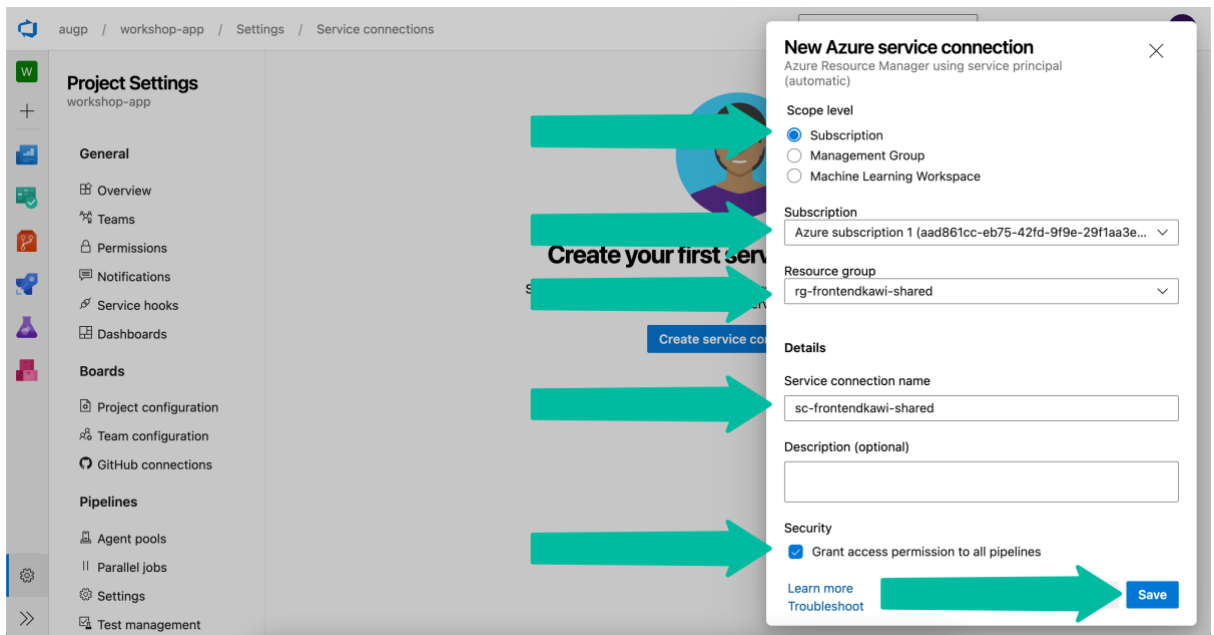 augp / workshop-app / Settings / Service connections
W
Project Settings
workshop-app
General
Overview
Teams
Permissions
Notifications
Service hooks
Dashboards
Boards
Project configuration
Team configuration
GitHub connections
Pipelines
Agent pools
Parallel jobs
Settings
Test management
Create your first serv
Create service co
New Azure service connection
Azure Resource Manager using service principal
(automatic)
Scope level
Subscription
Management Group
Machine Learning Workspace
Subscription
Azure subscription 1 (aad861cc-eb75-42fd-9f9e-29f1aa3e...
Resource group
rg-frontendkawi-shared
Details
Service connection name
sc-frontendkawi-shared
Description (optional)
Security
Grant access permission to all pipelines
Learn more
Troubleshoot
Save